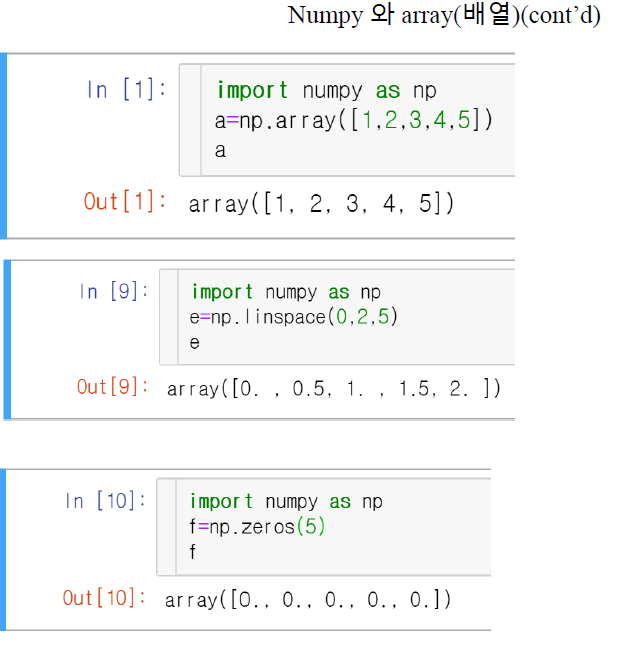 Numpy 와 array(배열)(cont’d)
In [1]: import numpy as np
a=np.array([1,2,3,4,5])
a
Out[1]: array([1, 2, 3, 4, 5])
In [9]: import numpy as np
e=np.linspace(0,2,5)
e
Out[9]: array([0. , 0.5, 1. , 1.5, 2. ])
In [10]: import numpy as np
f=np.zeros(5)
f
Out[10]: array([0., 0., 0., 0., 0.])